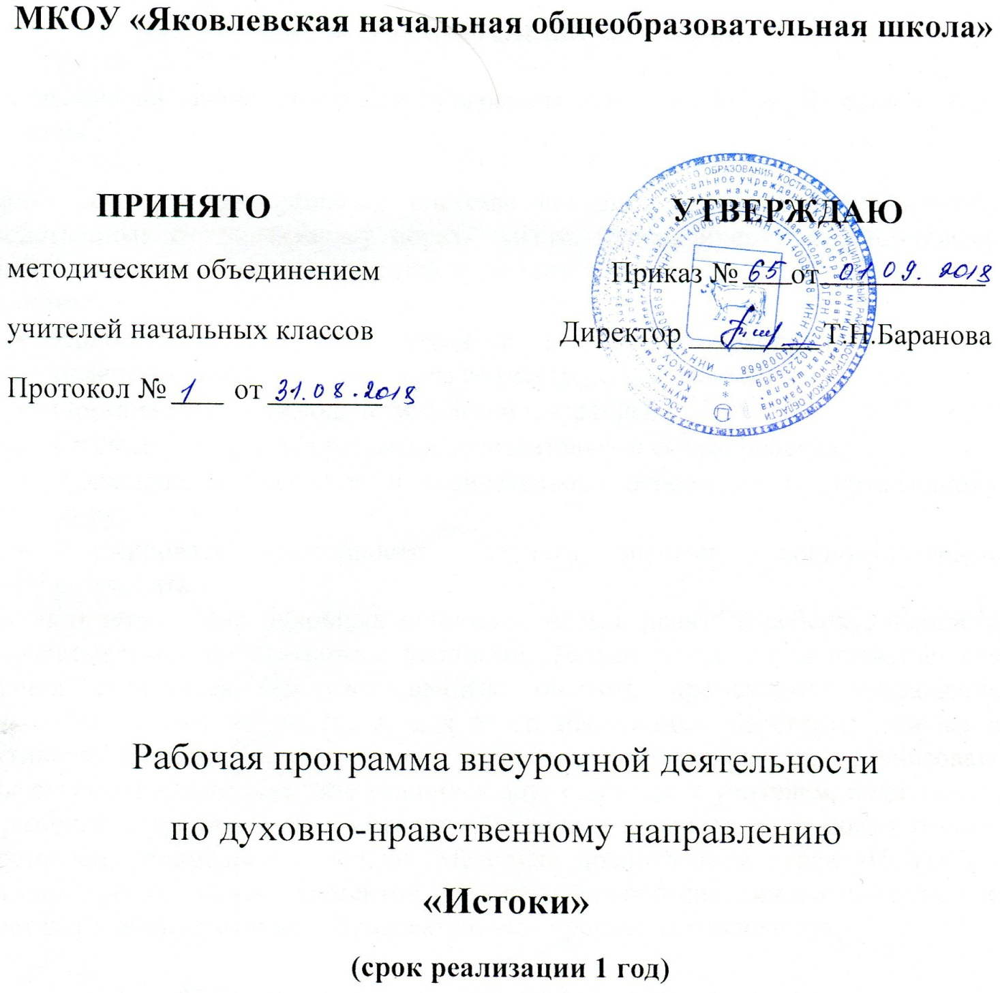 МКОУ «Яковлевская начальная общеобразовательная школа»
ПРИНЯТО
методическим объединением
учителей начальных классов
Протокол № 1 от 31.08.2018
УТВЕРЖДАЮ
Приказ № 65 от 01.09.2018
Директор Т.Н.Баранова
ИНН 4414008668
Рабочая программа внеурочной деятельности
по духовно-нравственному направлению
«Истоки»
(срок реализации 1 год)